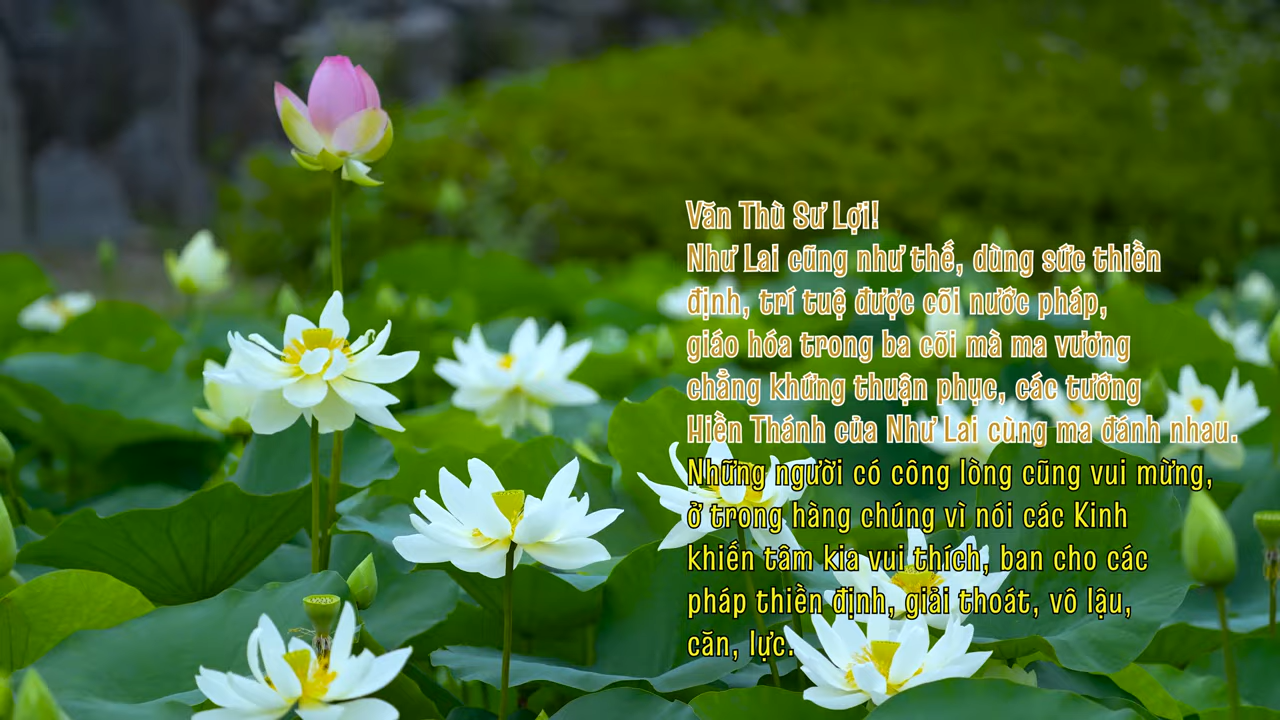 Văn Thù Sư Lợi!
Như Lai cũng như thế, dùng sức thiền
định, trí tuệ được cõi nước pháp,
giáo hóa trong ba cõi mà ma vương
chẳng khứng thuận phục, các tướng
Hiền Thánh của Như Lai cùng ma đánh nhau.
Những người có công lòng cũng vui mừng,
ở trong hàng chúng vì nói các Kinh
khiến tâm kia vui thích, ban cho các
pháp thiền định, giải thoát, vô lậu,
căn, lực.